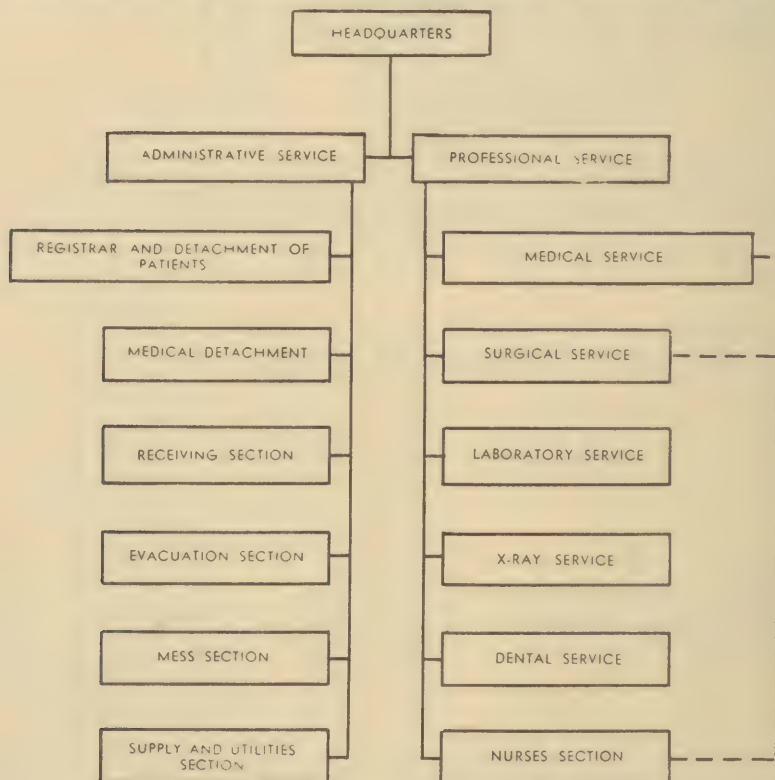 HEADQUARTERS
ADMINISTRATIVE SERVICE
PROFESSIONAL SERVICE
REGISTRAR AND DETACHMENT OF
PATIENTS
MEDICAL SERVICE
MEDICAL DETACHMENT
SURGICAL SERVICE
RECEIVING SECTION
LABORATORY SERVICE
EVACUATION SECTION
X-RAY SERVICE
MESS SECTION
DENTAL SERVICE
SUPPLY AND UTILITIES
SECTION
NURSES SECTION